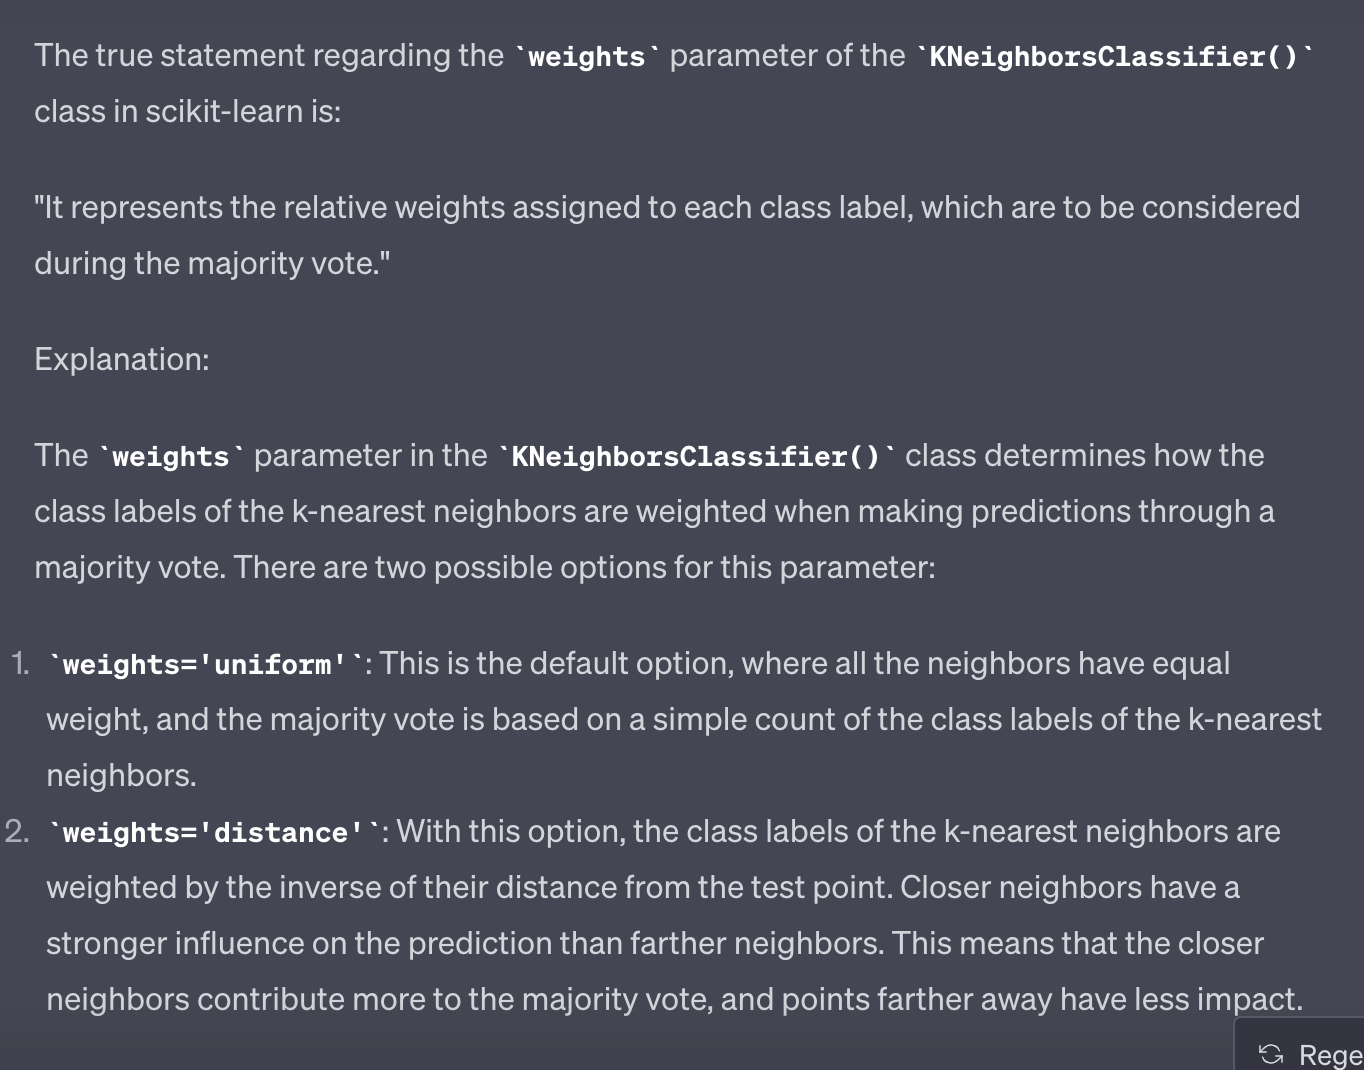 The true statement regarding the `weights` parameter of the `KNeighborsClassifier()`
class in scikit-learn is:
"It represents the relative weights assigned to each class label, which are to be considered
during the majority vote."
Explanation:
The `weights` parameter in the `KNeighborsClassifier()` class determines how the
class labels of the k-nearest neighbors are weighted when making predictions through a
majority vote. There are two possible options for this parameter:
1. `weights='uniform'`: This is the default option, where all the neighbors have equal
weight, and the majority vote is based on a simple count of the class labels of the k-nearest
neighbors.
2. `weights='distance'`: With this option, the class labels of the k-nearest neighbors are
weighted by the inverse of their distance from the test point. Closer neighbors have a
stronger influence on the prediction than farther neighbors. This means that the closer
neighbors contribute more to the majority vote, and points farther away have less impact.
Rege